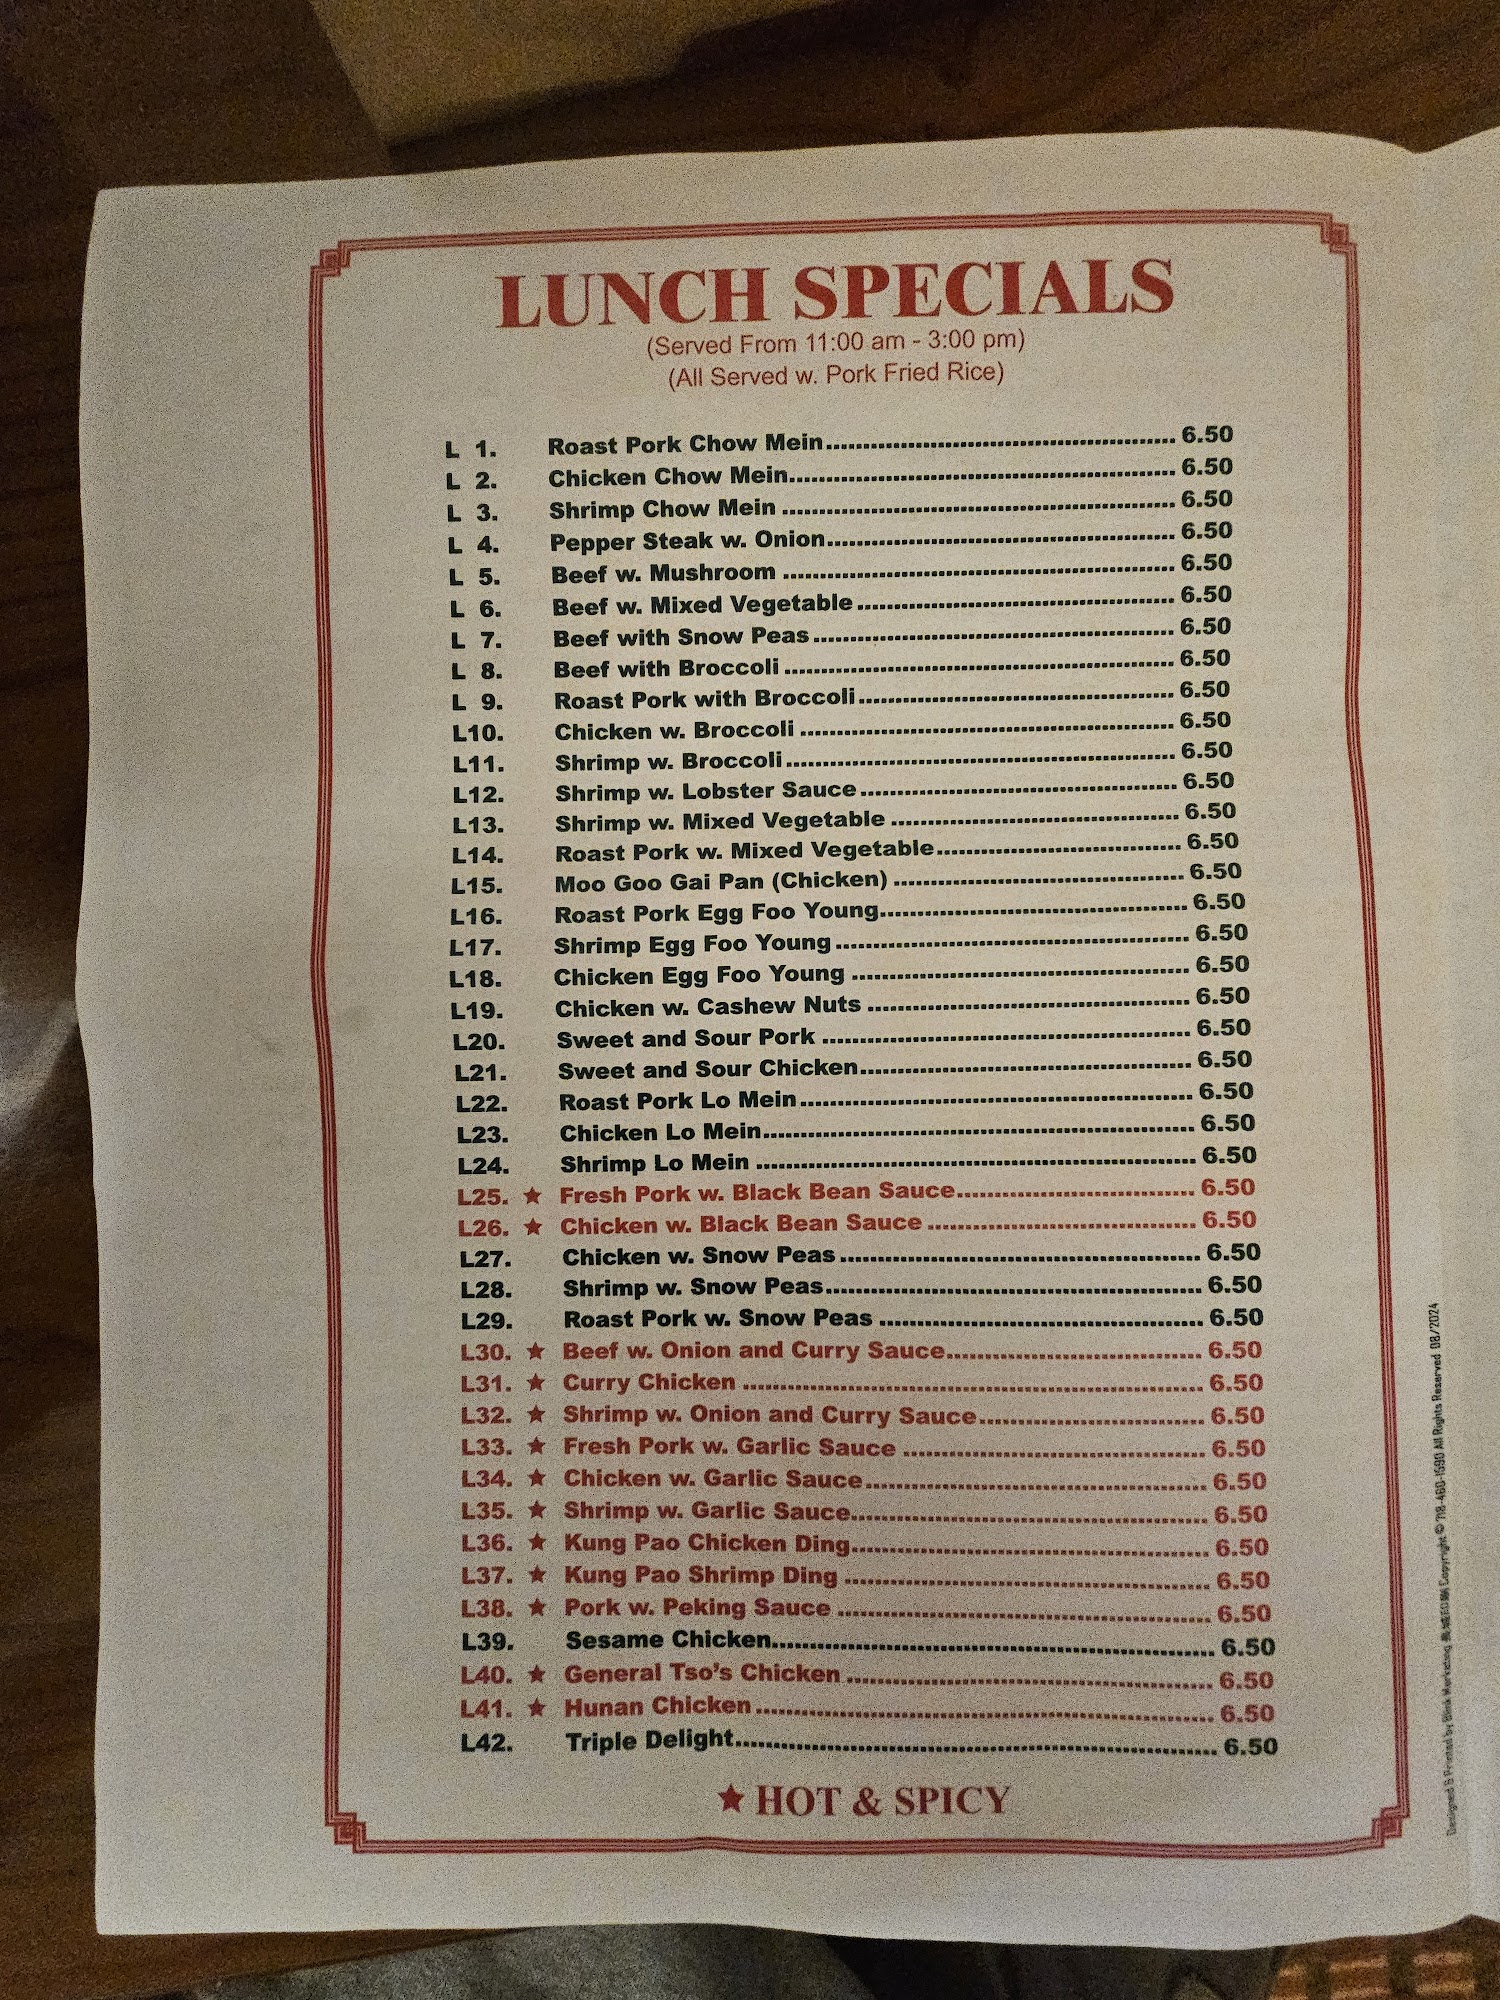 LUNCH SPECIALS
(Served From 11:00 am - 3:00 pm)
(All Served w. Pork Fried Rice)
L 1. Roast Pork Chow Mein 6.50
L 2. Chicken Chow Mein 6.50
L 3. Shrimp Chow Mein 6.50
L 4. Pepper Steak w. Onion 6.50
L 5. Beef w. Mushroom 6.50
L 6. Beef w. Mixed Vegetable 6.50
L 7. Beef with Snow Peas 6.50
L 8. Beef with Broccoli 6.50
L 9. Roast Pork with Broccoli 6.50
L10. Chicken w. Broccoli 6.50
L11. Shrimp w. Broccoli 6.50
L12. Shrimp w. Lobster Sauce 6.50
L13. Shrimp w. Mixed Vegetable 6.50
L14. Roast Pork w. Mixed Vegetable 6.50
L15. Moo Goo Gai Pan (Chicken) 6.50
L16. Roast Pork Egg Foo Young 6.50
L17. Shrimp Egg Foo Young 6.50
L18. Chicken Egg Foo Young 6.50
L19. Chicken w. Cashew Nuts 6.50
L20. Sweet and Sour Pork 6.50
L21. Sweet and Sour Chicken 6.50
L22. Roast Pork Lo Mein 6.50
L23. Chicken Lo Mein 6.50
L24. Shrimp Lo Mein 6.50
L25. ★ Fresh Pork w. Black Bean Sauce 6.50
L26. ★ Chicken w. Black Bean Sauce 6.50
L27. Chicken w. Snow Peas 6.50
L28. Shrimp w. Snow Peas 6.50
L29. Roast Pork w. Snow Peas 6.50
L30. ★ Beef w. Onion and Curry Sauce 6.50
L31. ★ Curry Chicken 6.50
L32. ★ Shrimp w. Onion and Curry Sauce 6.50
L33. ★ Fresh Pork w. Garlic Sauce 6.50
L34. ★ Chicken w. Garlic Sauce 6.50
L35. ★ Shrimp w. Garlic Sauce 6.50
L36. ★ Kung Pao Chicken Ding 6.50
L37. ★ Kung Pao Shrimp Ding 6.50
L38. ★ Pork w. Peking Sauce 6.50
L39. Sesame Chicken 6.50
L40. ★ General Tso's Chicken 6.50
L41. ★ Hunan Chicken 6.50
L42. Triple Delight 6.50
★ HOT & SPICY
Designed & Printed by Blink Marketing Copyright © 718-460-1590 All Rights Reserved 08/2024